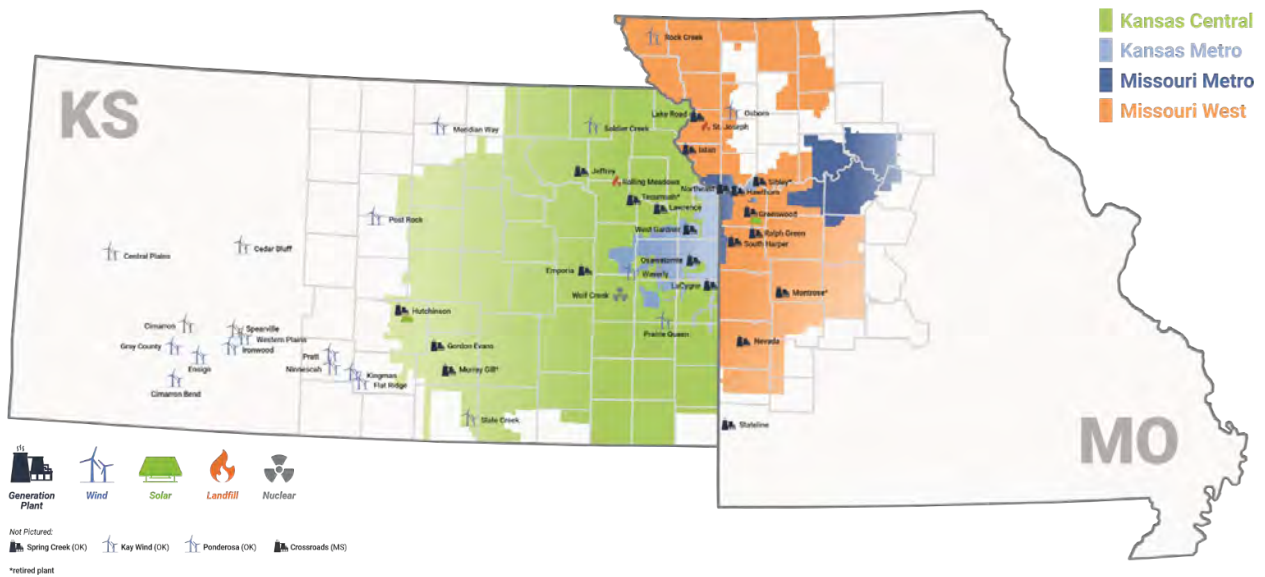 Kansas Central
Kansas Metro
Missouri Metro
Missouri West
KS
MO
Rock Creek
Lake Road
Osborn
St. Joseph
Iatan
Meridian Way
Soldier Creek
Jeffrey
Rolling Meadows
Tecumseh*
Lawrence
Northeast
Sibley*
Hawthorn
Greenwood
Ralph Green
South Harper
West Gardner
Post Rock
Central Plains
Cedar Bluff
Osawatomie
Emporia
Waverly
Wolf Creek
LaCygne
Montrose*
Hutchinson
Prairie Queen
Nevada
Cimarron
Spearville
Western Plains
Gray County
Ironwood
Ensign
Cimarron Bend
Pratt
Ninnescah
Kingman
Flat Ridge
Gordon Evans
Murray Gill*
Slate Creek
Stateline
Generation
Plant
Wind
Solar
Landfill
Nuclear
Not Pictured:
Spring Creek (OK)
Kay Wind (OK)
Ponderosa (OK)
Crossroads (MS)
*retired plant